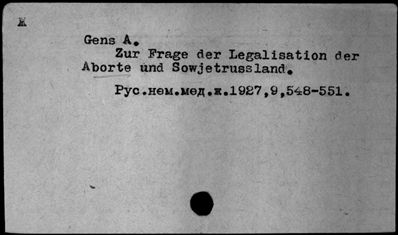 Ж
Gens A.
Zur Frage der Legalisation der
Aborte und Sowjetrussland.
Рус.нем.мед.ж.1927,9,548-551.